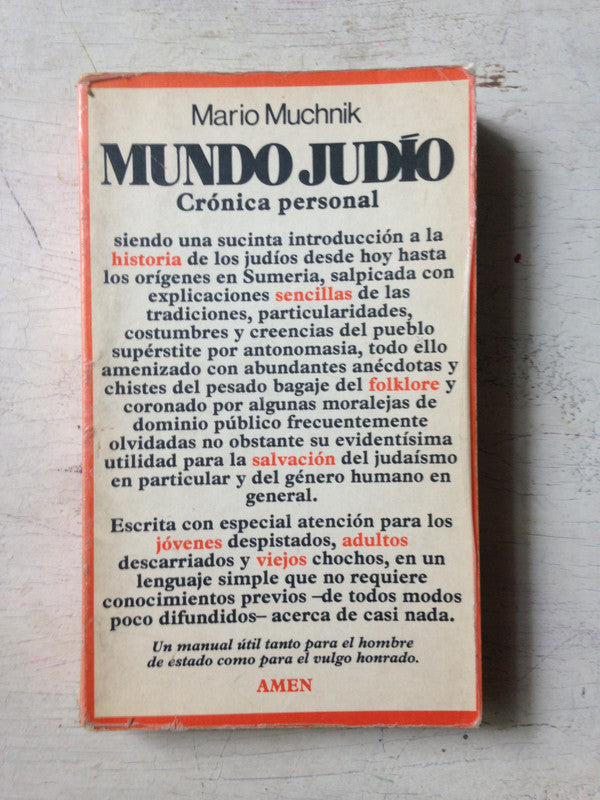 Mario Muchnik
MUNDO JUDÍO
Crónica personal
siendo una sucinta introducción a la
historia de los judíos desde hoy hasta
los orígenes en Sumeria, salpicada con
explicaciones sencillas de las
tradiciones, particularidades,
costumbres y creencias del pueblo
supérstite por antonomasia, todo ello
amenizado con abundantes anécdotas y
chistes del pesado bagaje del folklore y
coronado por algunas moralejas de
dominio público frecuentemente
olvidadas no obstante su evidentísima
utilidad para la salvación del judaísmo
en particular y del género humano en
general.
Escrita con especial atención para los
jóvenes despistados, adultos
descarriados y viejos chochos, en un
lenguaje simple que no requiere
conocimientos previos –de todos modos
poco difundidos– acerca de casi nada.
Un manual útil tanto para el hombre
de estado como para el vulgo honrado.
AMEN